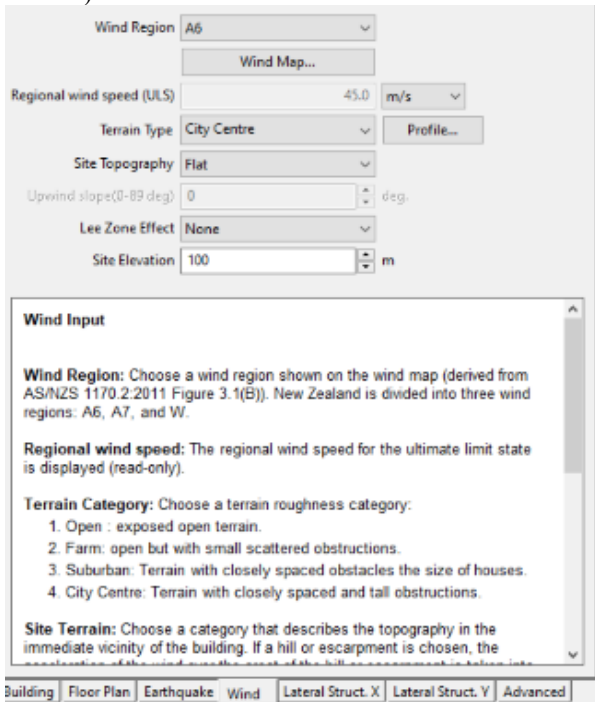 Wind Region A6
Wind Map...
Regional wind speed (ULS) 45.0 m/s
Terrain Type City Centre Profile...
Site Topography Flat
Upwind slope(0-89 deg) 0 deg.
Lee Zone Effect None
Site Elevation 100 m
Wind Input
Wind Region: Choose a wind region shown on the wind map (derived from
AS/NZS 1170.2:2011 Figure 3.1(B)). New Zealand is divided into three wind
regions: A6, A7, and W.
Regional wind speed: The regional wind speed for the ultimate limit state
is displayed (read-only).
Terrain Category: Choose a terrain roughness category:
1. Open : exposed open terrain.
2. Farm: open but with small scattered obstructions.
3. Suburban: Terrain with closely spaced obstacles the size of houses.
4. City Centre: Terrain with closely spaced and tall obstructions.
Site Terrain: Choose a category that describes the topography in the
immediate vicinity of the building. If a hill or escarpment is chosen, the
Building Floor Plan Earthquake Wind Lateral Struct. X Lateral Struct. Y Advanced